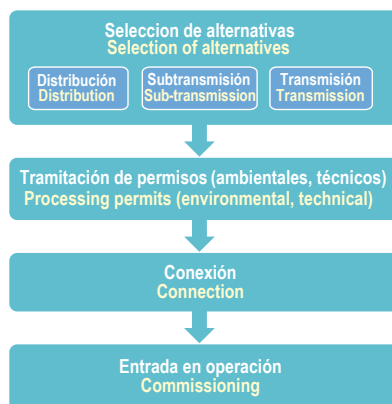 Seleccion de alternativas
Selection of alternatives
Distribución
Distribution
Subtransmisión
Sub-transmission
Transmisión
Transmission
Tramitación de permisos (ambientales, técnicos)
Processing permits (environmental, technical)
Conexión
Connection
Entrada en operación
Commissioning